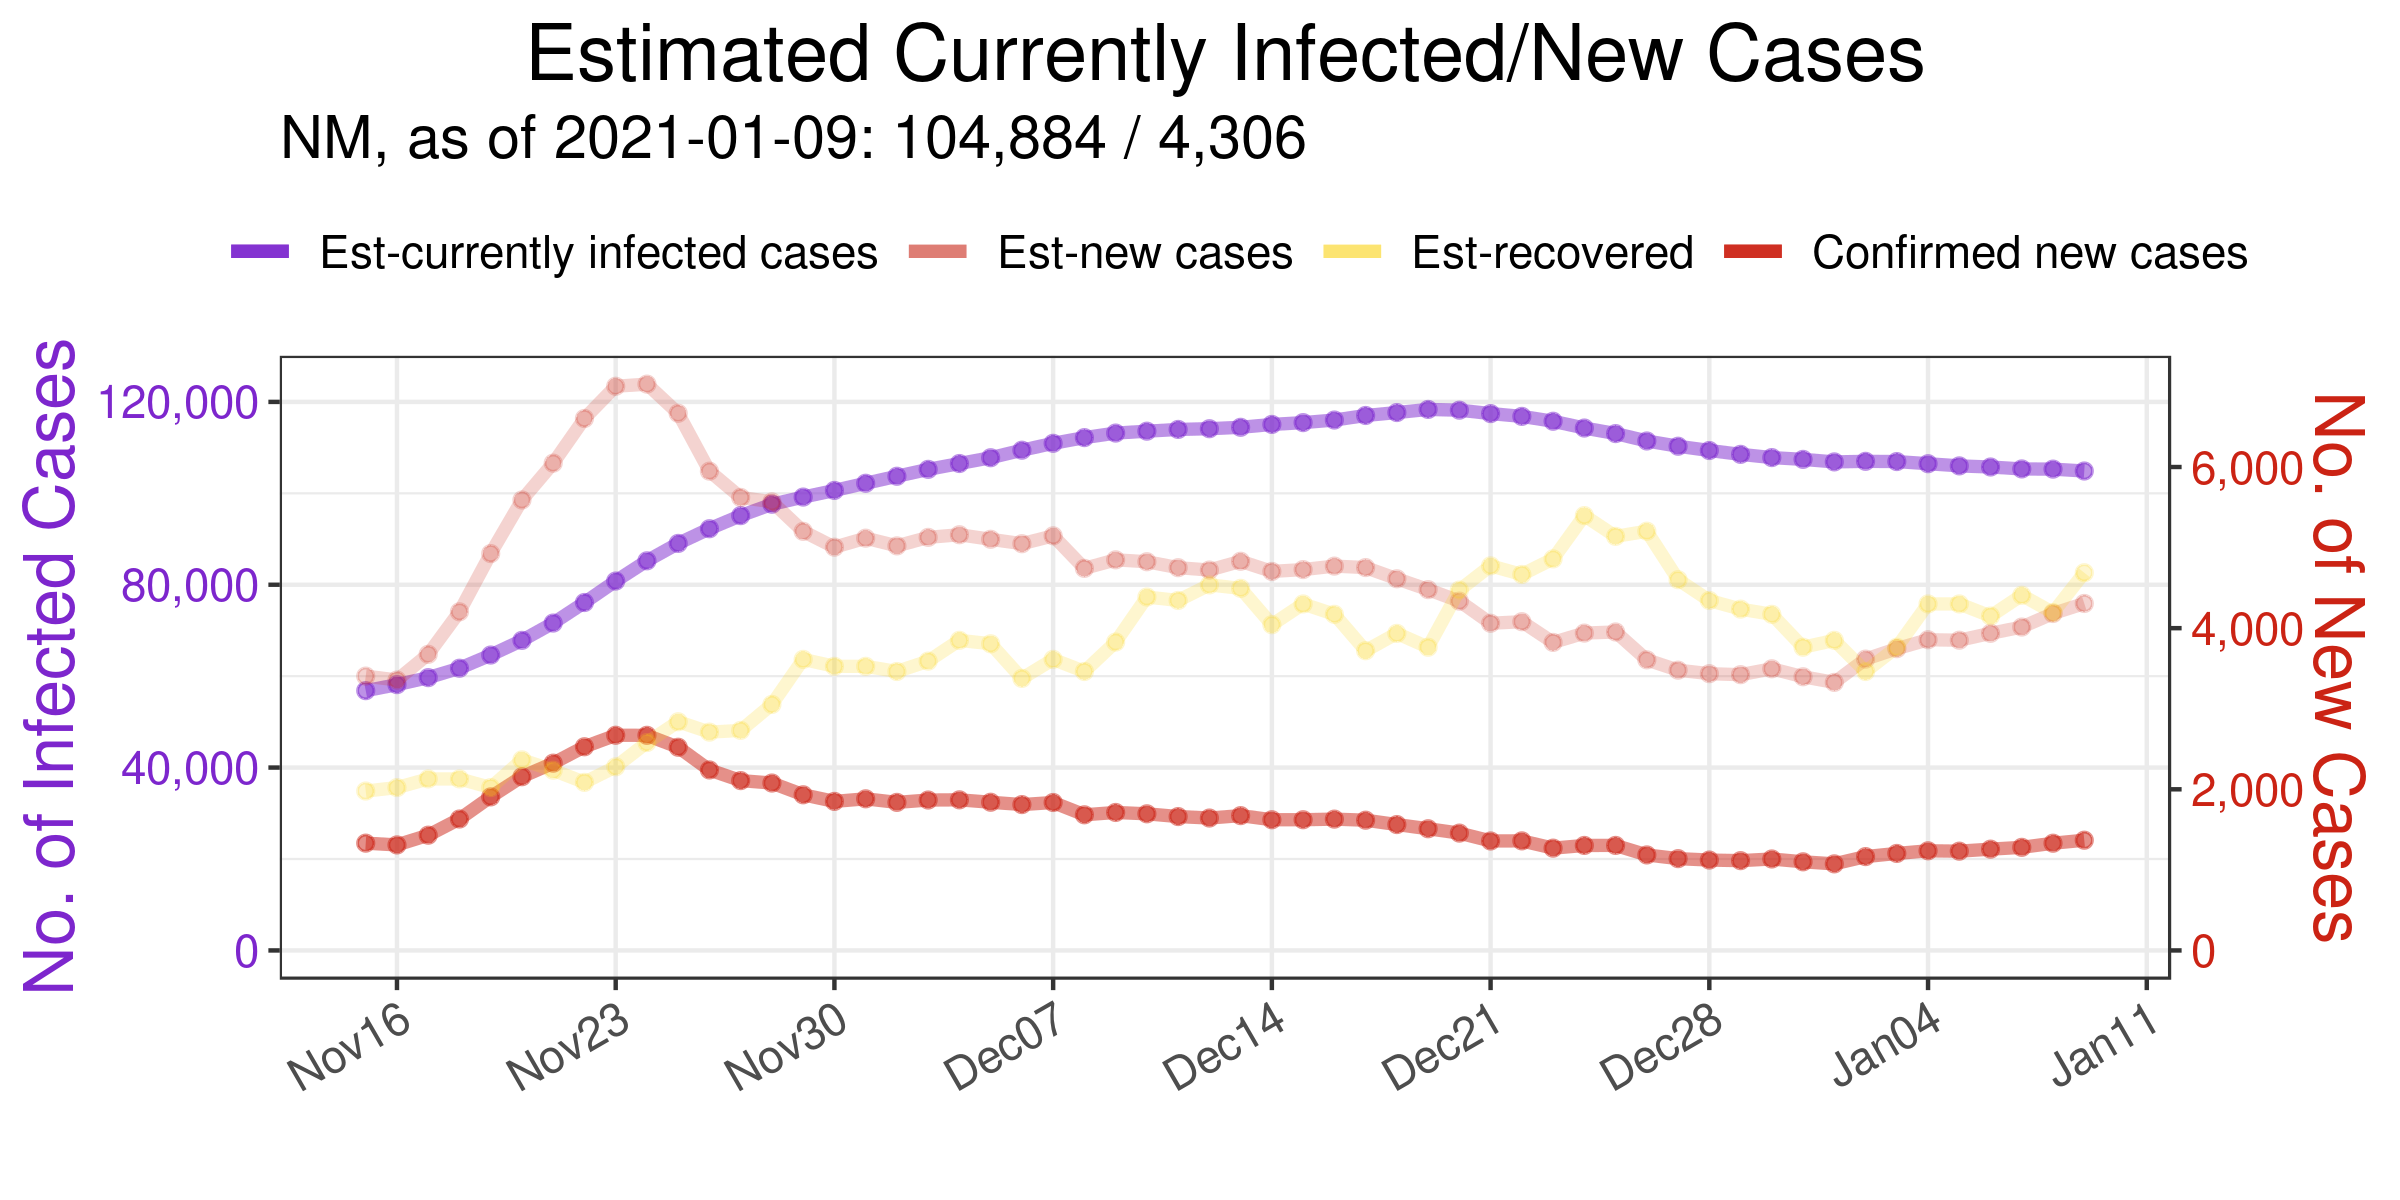 Estimated Currently Infected/New Cases
NM, as of 2021-01-09: 104,884 / 4,306
Est-currently infected cases Est-new cases Est-recovered Confirmed new cases
No. of Infected Cases
120,000
80,000
40,000
0
6,000
4,000
2,000
0
No. of New Cases
Nov16 Nov23 Nov30 Dec07 Dec14 Dec21 Dec28 Jan04 Jan11